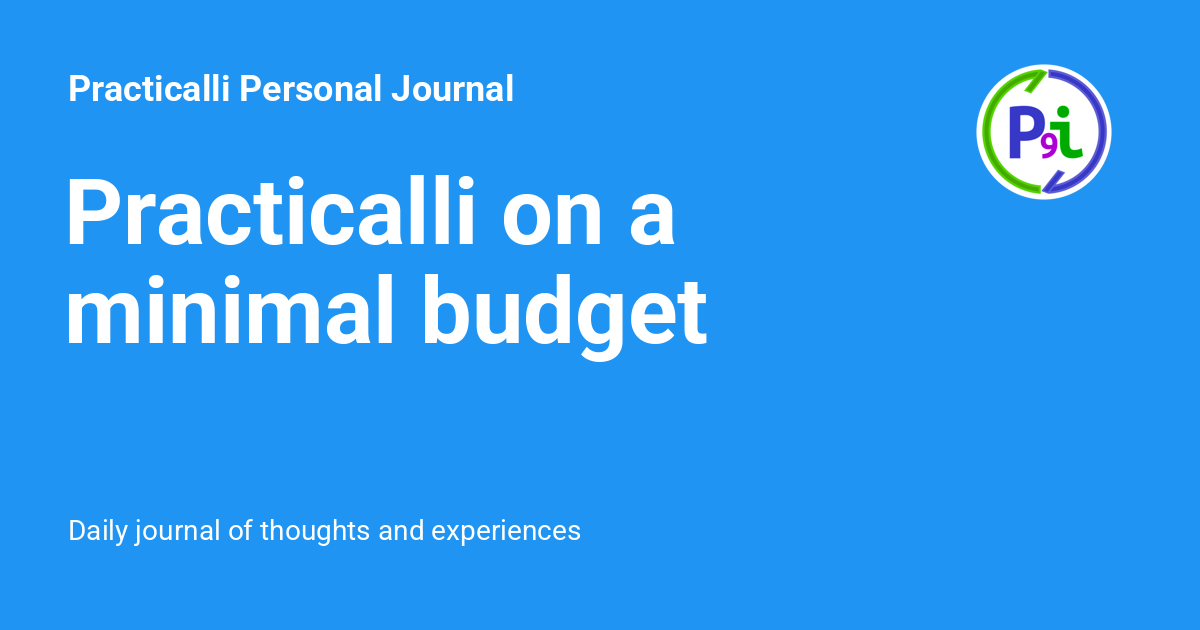 Practicalli Personal Journal
P9i
Practicalli on a
minimal budget
Daily journal of thoughts and experiences